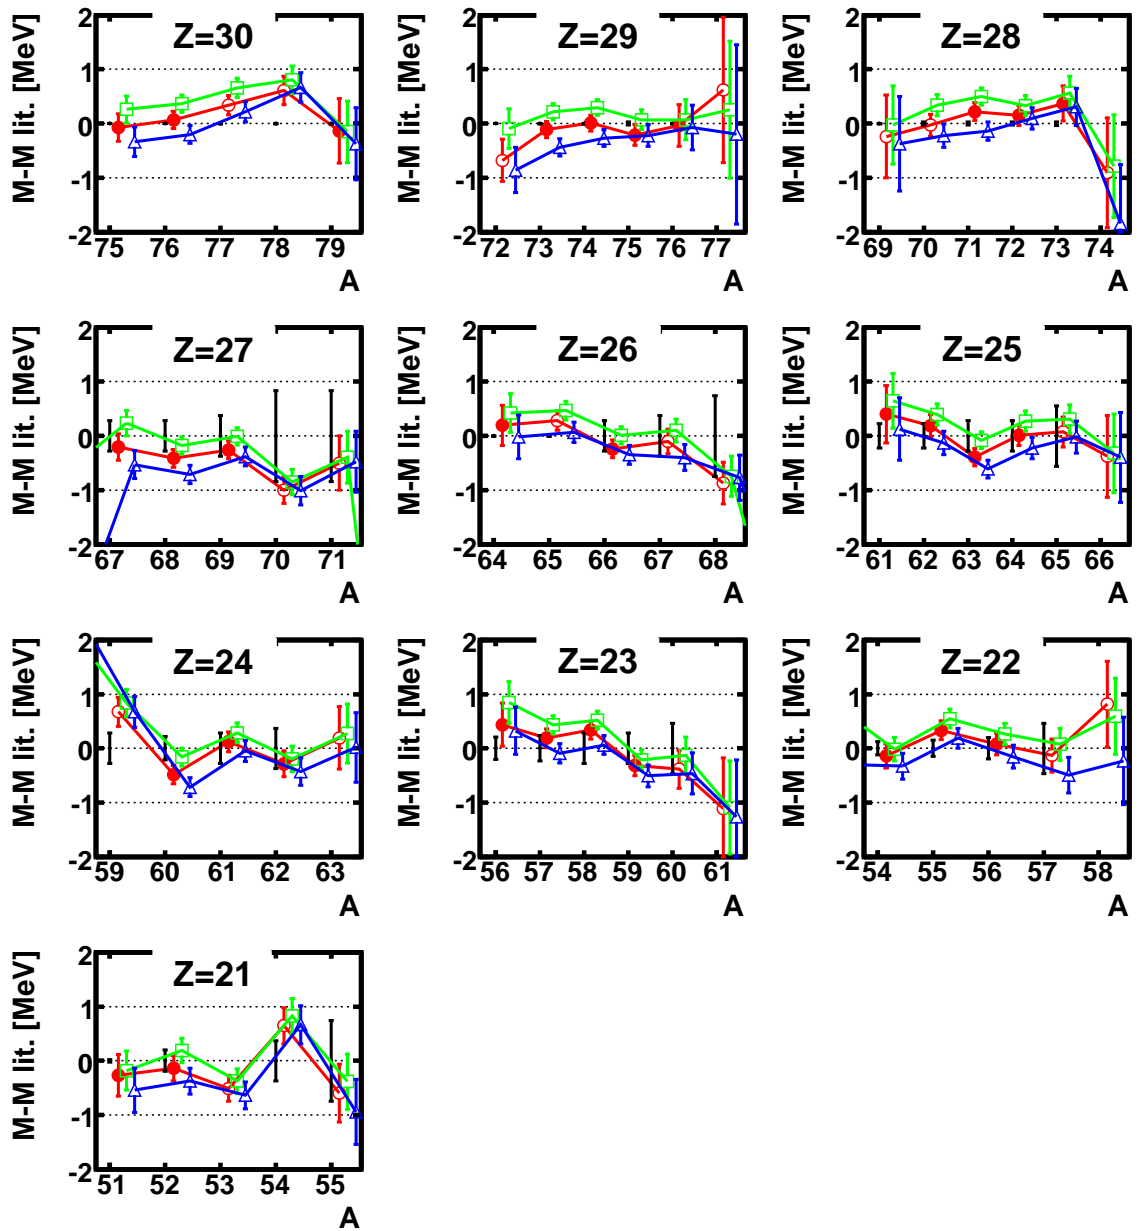 M-M lit. [MeV]
Z=30
2
1
0
-1
-2
75 76 77 78 79
A
M-M lit. [MeV]
Z=29
2
1
0
-1
-2
72 73 74 75 76 77
A
M-M lit. [MeV]
Z=28
2
1
0
-1
-2
69 70 71 72 73 74
A
M-M lit. [MeV]
Z=27
2
1
0
-1
-2
67 68 69 70 71
A
M-M lit. [MeV]
Z=26
2
1
0
-1
-2
64 65 66 67 68
A
M-M lit. [MeV]
Z=25
2
1
0
-1
-2
61 62 63 64 65 66
A
M-M lit. [MeV]
Z=24
2
1
0
-1
-2
59 60 61 62 63
A
M-M lit. [MeV]
Z=23
2
1
0
-1
-2
56 57 58 59 60 61
A
M-M lit. [MeV]
Z=22
2
1
0
-1
-2
54 55 56 57 58
A
M-M lit. [MeV]
Z=21
2
1
0
-1
-2
51 52 53 54 55
A